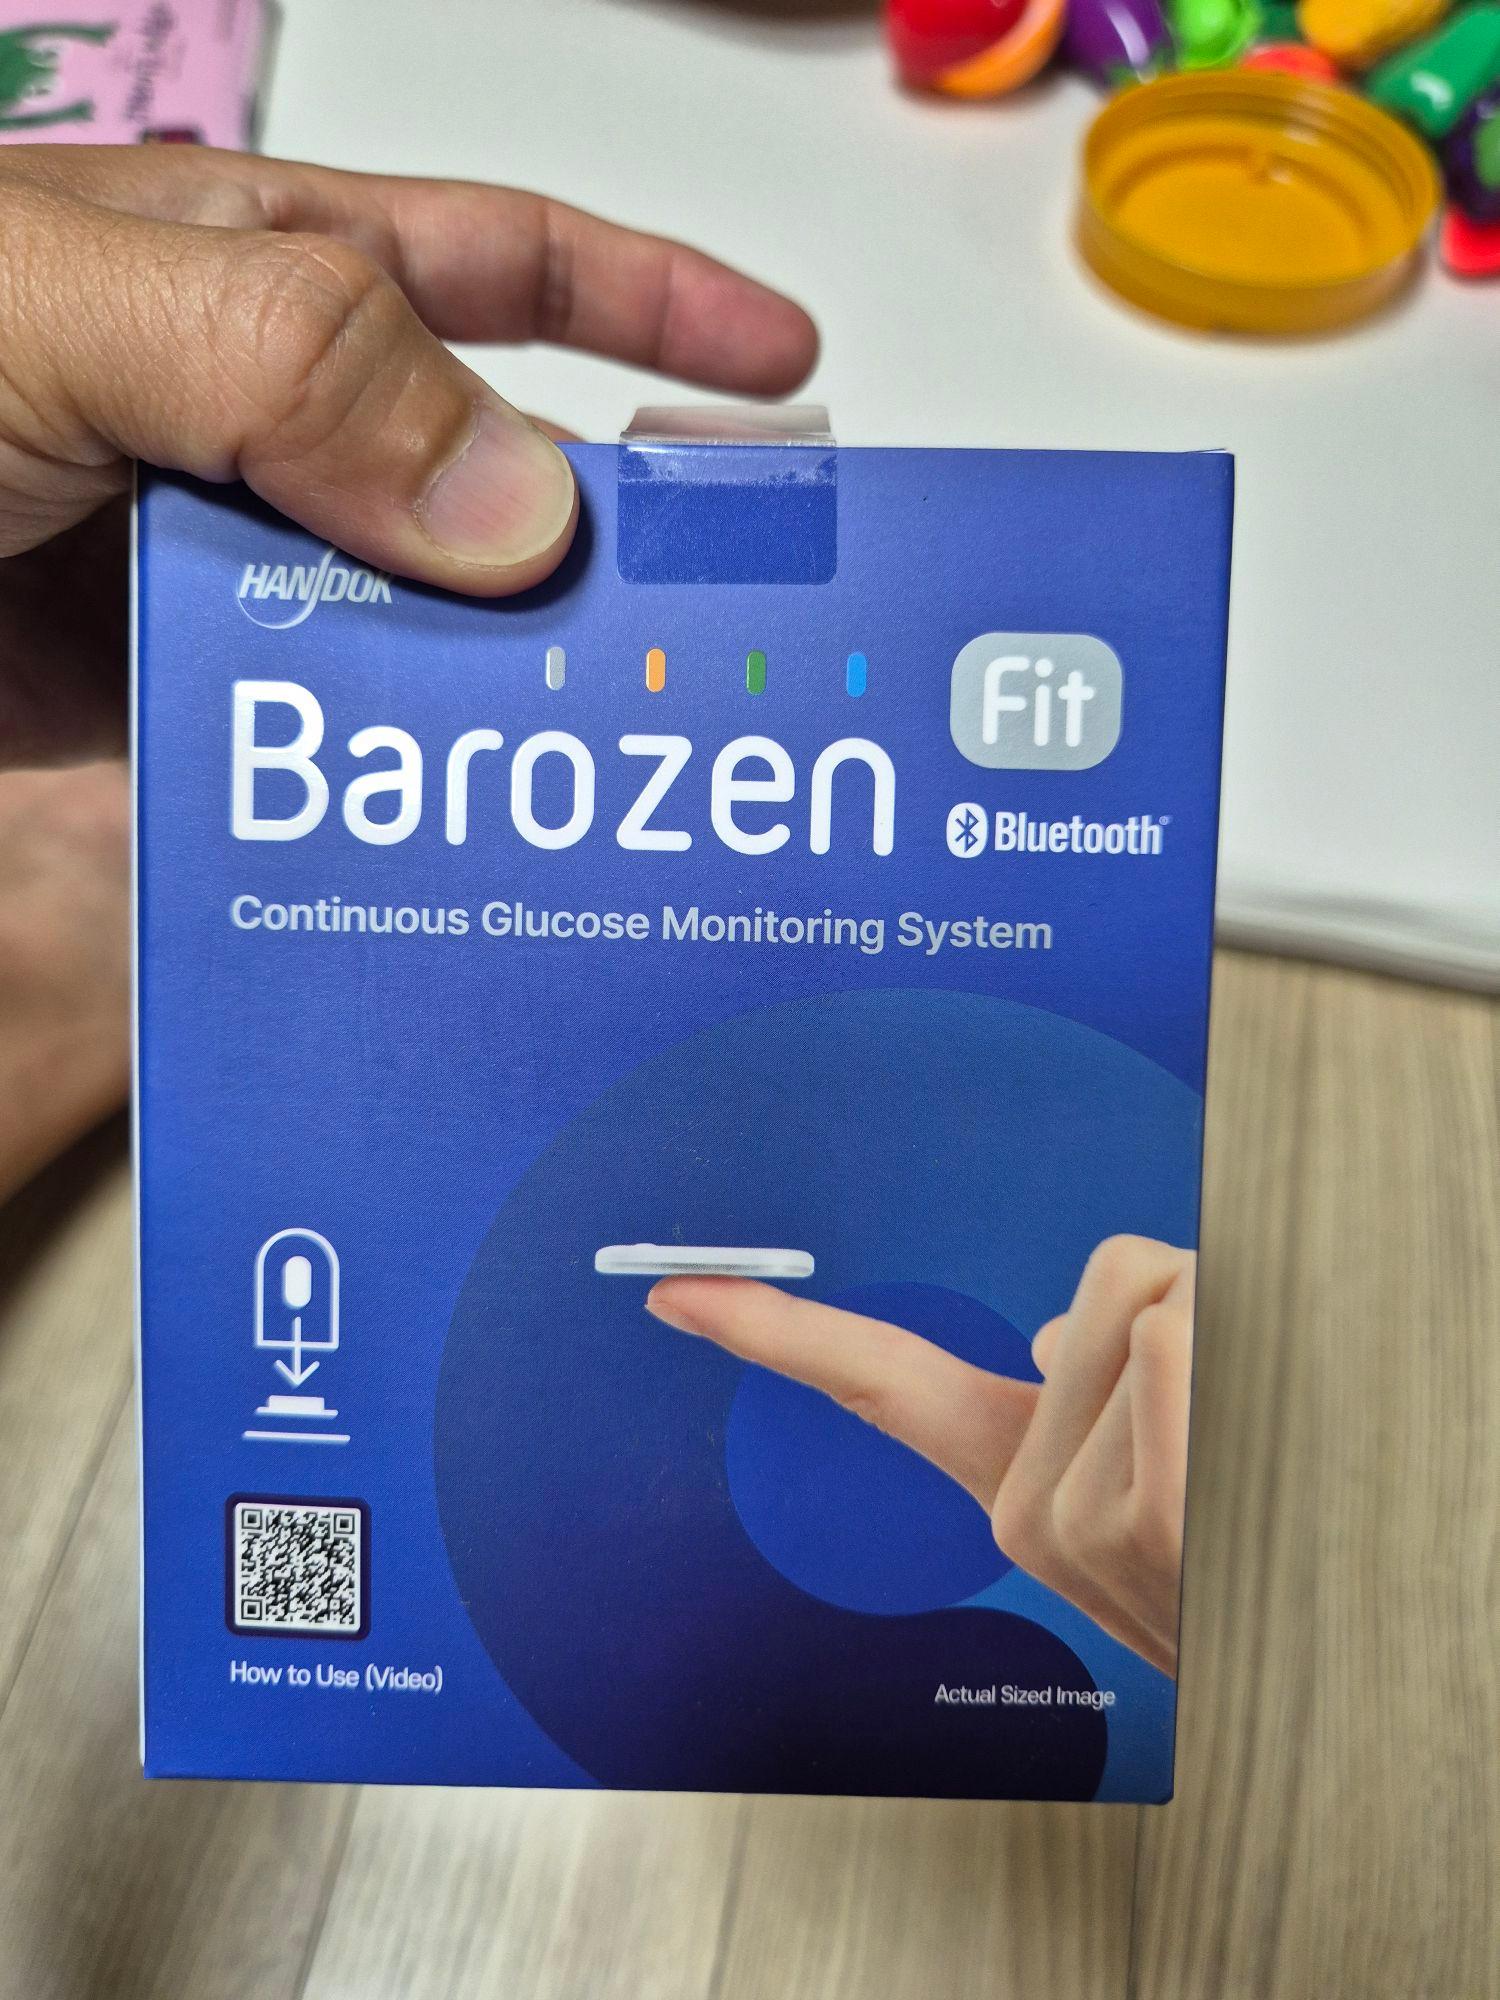 HANDOK
Barozen
Fit
Bluetooth®
Continuous Glucose Monitoring System
How to Use (Video)
Actual Sized Image